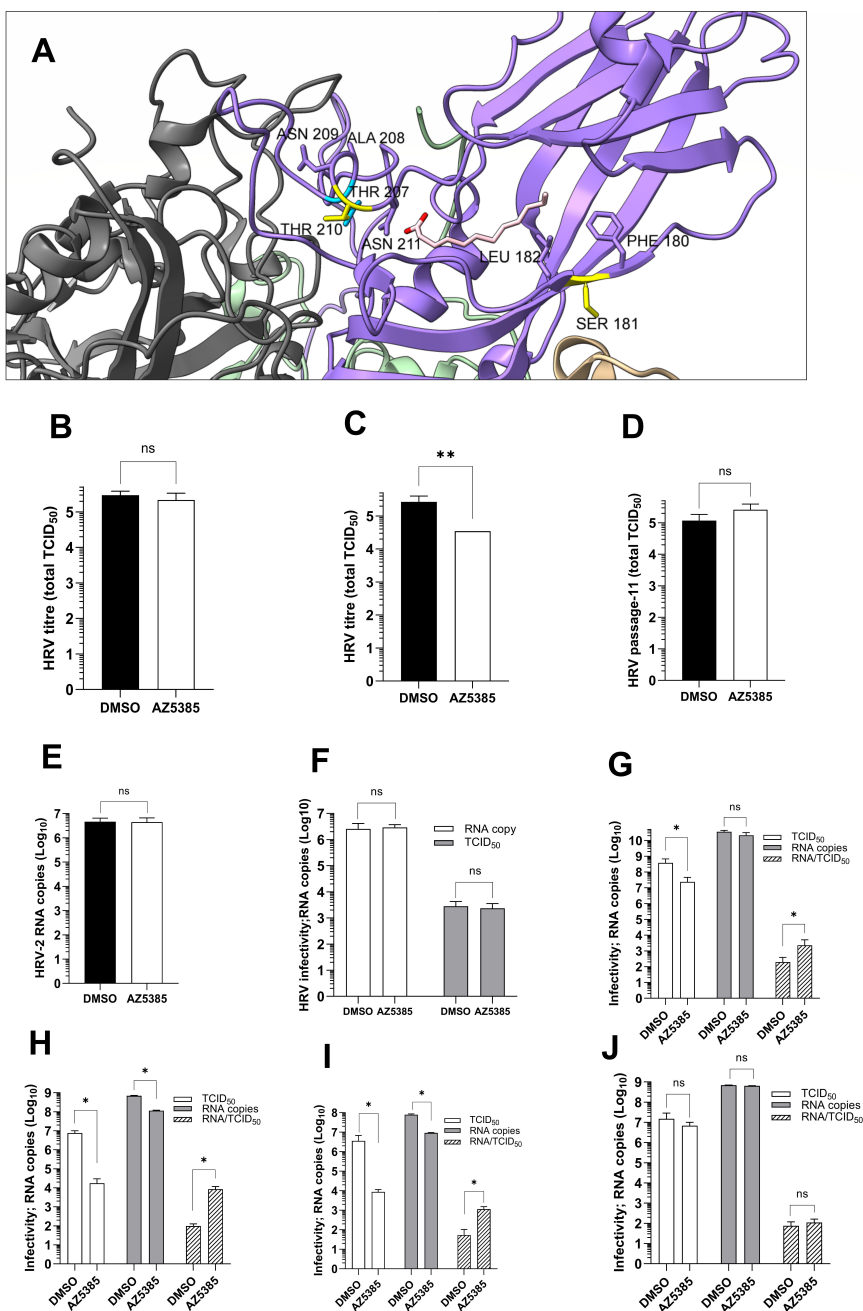 A
ASN 209
ALA 208
THR 207
THR 210
ASN 211
LEU 182
PHE 180
SER 181
B
ns
HRV titre (total TCID50)
5
4
3
2
1
0
DMSO
AZ5385
C
**
HRV titre (total TCID50)
5
4
3
2
1
0
DMSO
AZ5385
D
ns
HRV passage-11 (total TCID50)
5
4
3
2
1
0
DMSO
AZ5385
E
ns
HRV-2 RNA copies (Log10)
7
6
5
4
3
2
1
0
DMSO
AZ5385
F
ns
ns
RNA copy
TCID50
HRV infectivity;RNA copies (Log10)
7
6
5
4
3
2
1
0
DMSO AZ5385
DMSO AZ5385
G
*
ns
*
TCID50
RNA copies
RNA/TCID50
Infectivity; RNA copies (Log10)
10
9
8
7
6
5
4
3
2
1
0
DMSO
AZ5385
DMSO
AZ5385
DMSO
AZ5385
H
*
*
*
TCID50
RNA copies
RNA/TCID50
Infectivity; RNA copies (Log10)
9
8
7
6
5
4
3
2
1
0
DMSO
AZ5385
DMSO
AZ5385
DMSO
AZ5385
I
*
*
*
TCID50
RNA copies
RNA/TCID50
Infectivity; RNA copies (Log10)
8
7
6
5
4
3
2
1
0
DMSO
AZ5385
DMSO
AZ5385
DMSO
AZ5385
J
ns
ns
ns
TCID50
RNA copies
RNA/TCID50
Infectivity; RNA copies (Log10)
9
8
7
6
5
4
3
2
1
0
DMSO
AZ5385
DMSO
AZ5385
DMSO
AZ5385